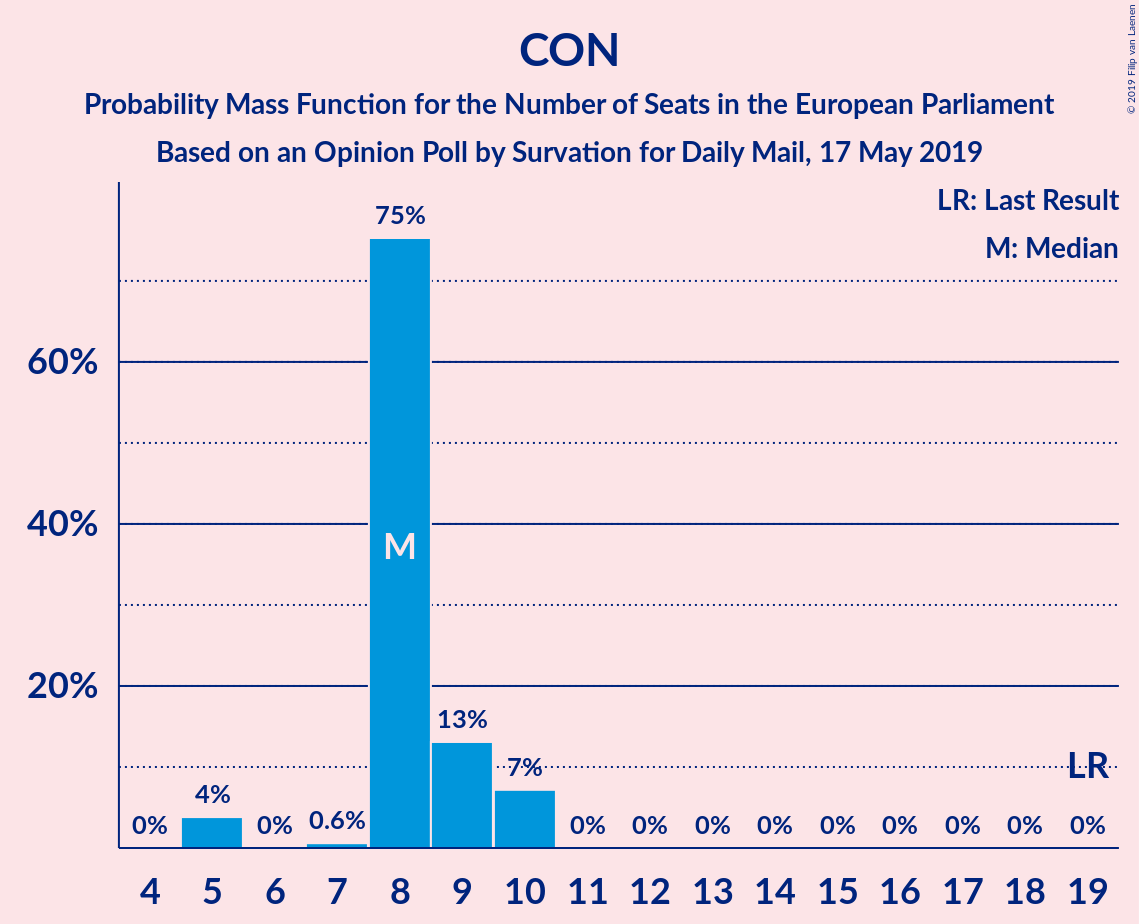 CON
Probability Mass Function for the Number of Seats in the European Parliament
Based on an Opinion Poll by Survation for Daily Mail, 17 May 2019
© 2019 Filip van Laenen
LR: Last Result
M: Median
60%
40%
20%
0%
4%
0%
0.6%
75%
13%
7%
0%
0%
0%
0%
0%
0%
0%
0%
0%
M
LR
4 5 6 7 8 9 10 11 12 13 14 15 16 17 18 19